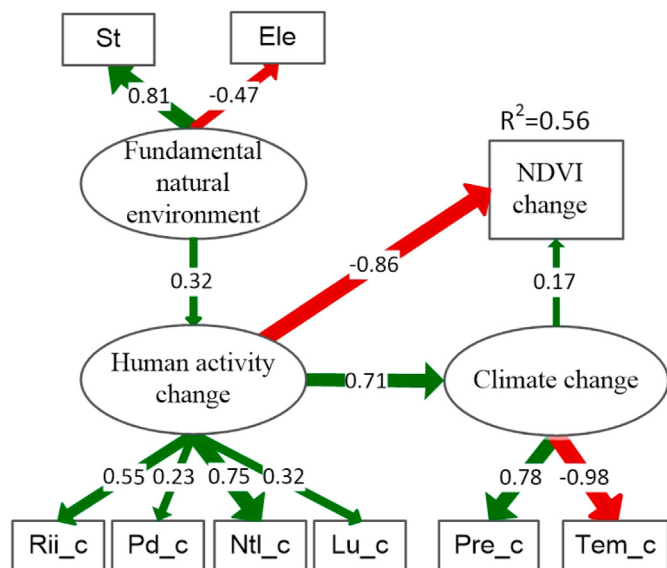 St
Ele
0.81
-0.47
R²=0.56
Fundamental
natural
environment
NDVI
change
0.32
-0.86
0.17
Human activity
change
0.71
Climate change
0.55
0.23
0.75
0.32
0.78
-0.98
Rii_c
Pd_c
Ntl_c
Lu_c
Pre_c
Tem_c